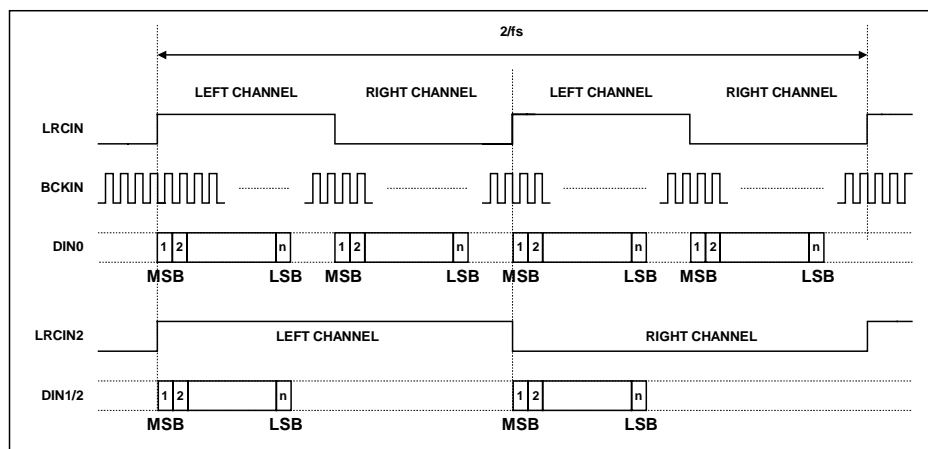 2/fs
LEFT CHANNEL RIGHT CHANNEL LEFT CHANNEL RIGHT CHANNEL
LRCIN
BCKIN
DIN0 1 2 n 1 2 n 1 2 n 1 2 n
MSB LSB MSB LSB MSB LSB MSB LSB
LRCIN2 LEFT CHANNEL RIGHT CHANNEL
DIN1/2 1 2 n 1 2 n
MSB LSB MSB LSB